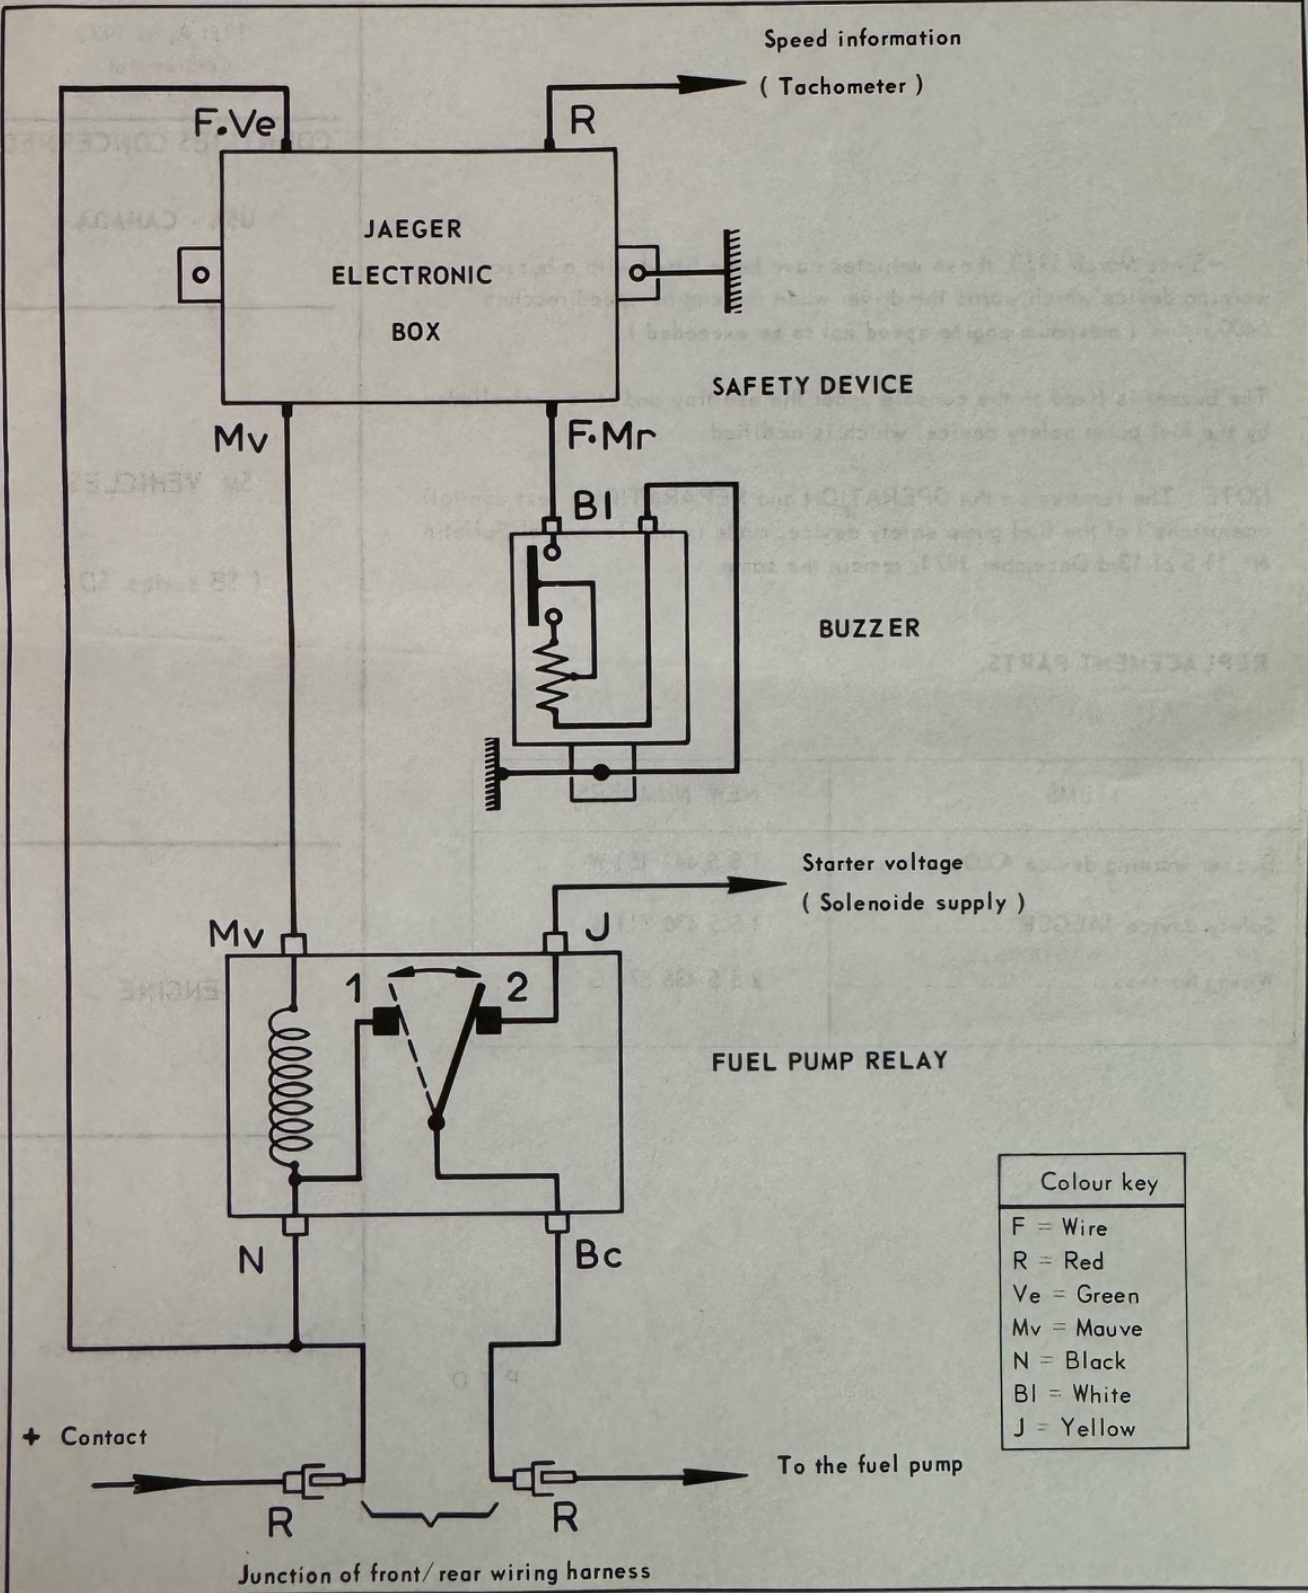 Speed information
( Tachometer )
F.Ve
R
JAEGER
ELECTRONIC
BOX
SAFETY DEVICE
Mv
F.Mr
Bl
BUZZER
Starter voltage
( Solenoide supply )
Mv
J
1
2
FUEL PUMP RELAY
N
Bc
Colour key
F = Wire
R = Red
Ve = Green
Mv = Mauve
N = Black
Bl = White
J = Yellow
+ Contact
To the fuel pump
R
R
Junction of front/rear wiring harness